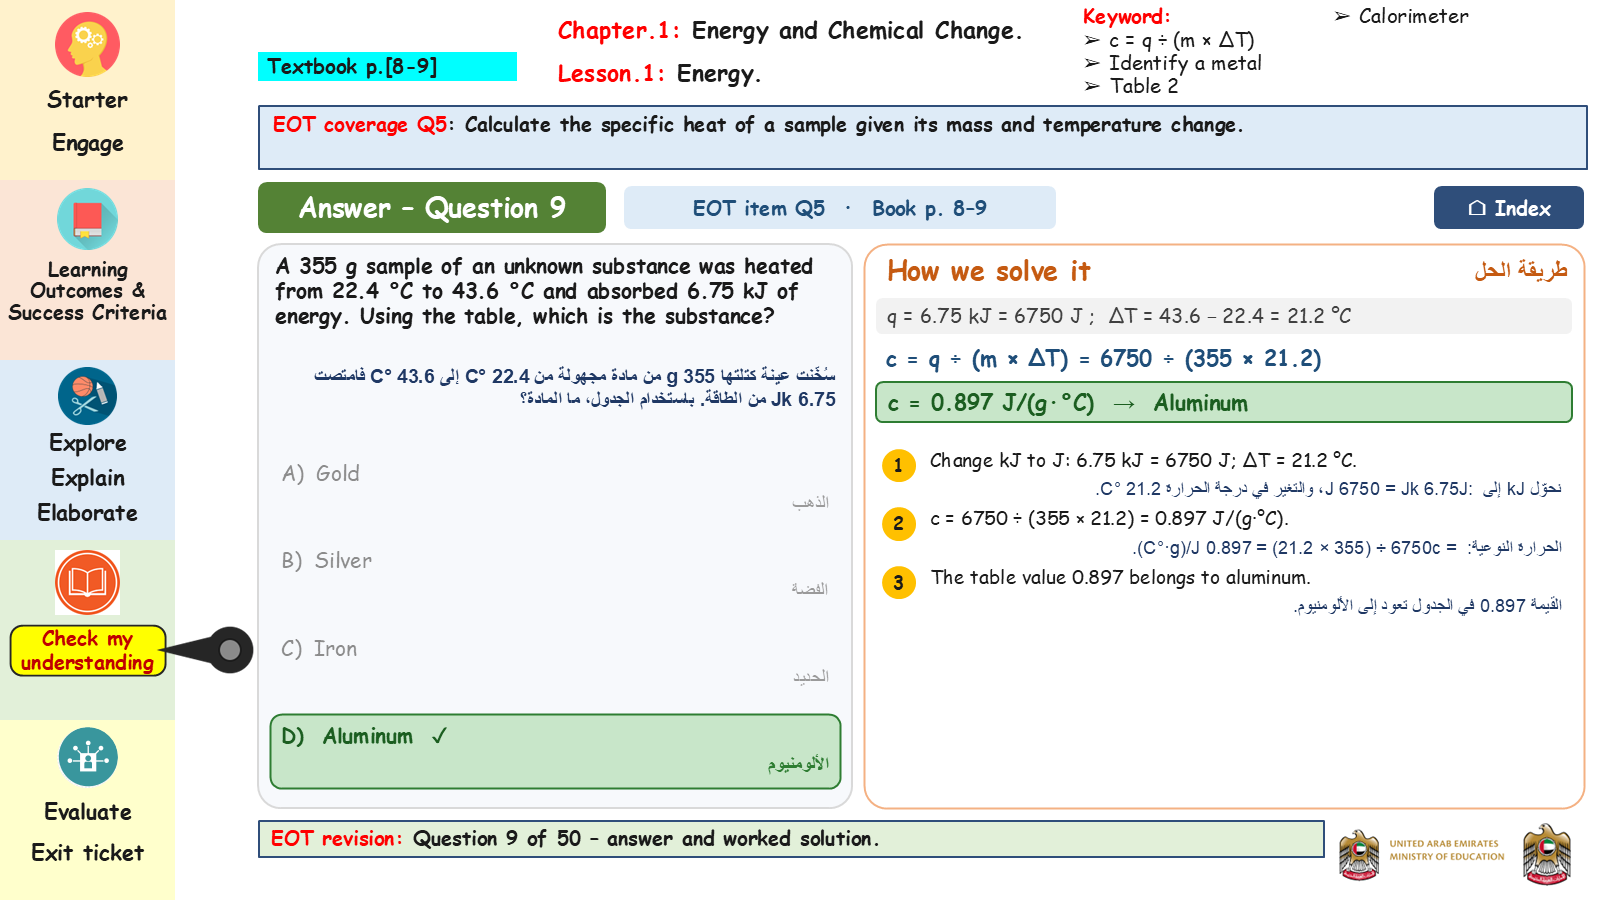 Starter
Engage
Learning
Outcomes &
Success Criteria
Explore
Explain
Elaborate
Check my
understanding
Evaluate
Exit ticket
Textbook p.[8-9]
Chapter.1: Energy and Chemical Change.
Lesson.1: Energy.
Keyword:
➢ c = q ÷ (m × ΔT)
➢ Identify a metal
➢ Table 2
➢ Calorimeter
EOT coverage Q5: Calculate the specific heat of a sample given its mass and temperature change.
Answer – Question 9
EOT item Q5 · Book p. 8–9
☖ Index
A 355 g sample of an unknown substance was heated
from 22.4 °C to 43.6 °C and absorbed 6.75 kJ of
energy. Using the table, which is the substance?
سُخّنت عينة كتلتها 355 g من مادة مجهولة من 22.4 °C إلى 43.6 °C فامتصت
6.75 kJ من الطاقة. باستخدام الجدول، ما المادة؟
A) Gold
الذهب
B) Silver
الفضة
C) Iron
الحديد
D) Aluminum ✓
الألومنيوم
How we solve it
طريقة الحل
q = 6.75 kJ = 6750 J ; ΔT = 43.6 – 22.4 = 21.2 °C
c = q ÷ (m × ΔT) = 6750 ÷ (355 × 21.2)
c = 0.897 J/(g·°C) → Aluminum
1 Change kJ to J: 6.75 kJ = 6750 J; ΔT = 21.2 °C.
نحوّل kJ إلى J: 6.75 kJ = 6750 J، والتغير في درجة الحرارة 21.2 °C.
2 c = 6750 ÷ (355 × 21.2) = 0.897 J/(g·°C).
الحرارة النوعية: c = 6750 ÷ (355 × 21.2) = 0.897 J/(g·°C).
3 The table value 0.897 belongs to aluminum.
القيمة 0.897 في الجدول تعود إلى الألومنيوم.
EOT revision: Question 9 of 50 – answer and worked solution.
UNITED ARAB EMIRATES
MINISTRY OF EDUCATION